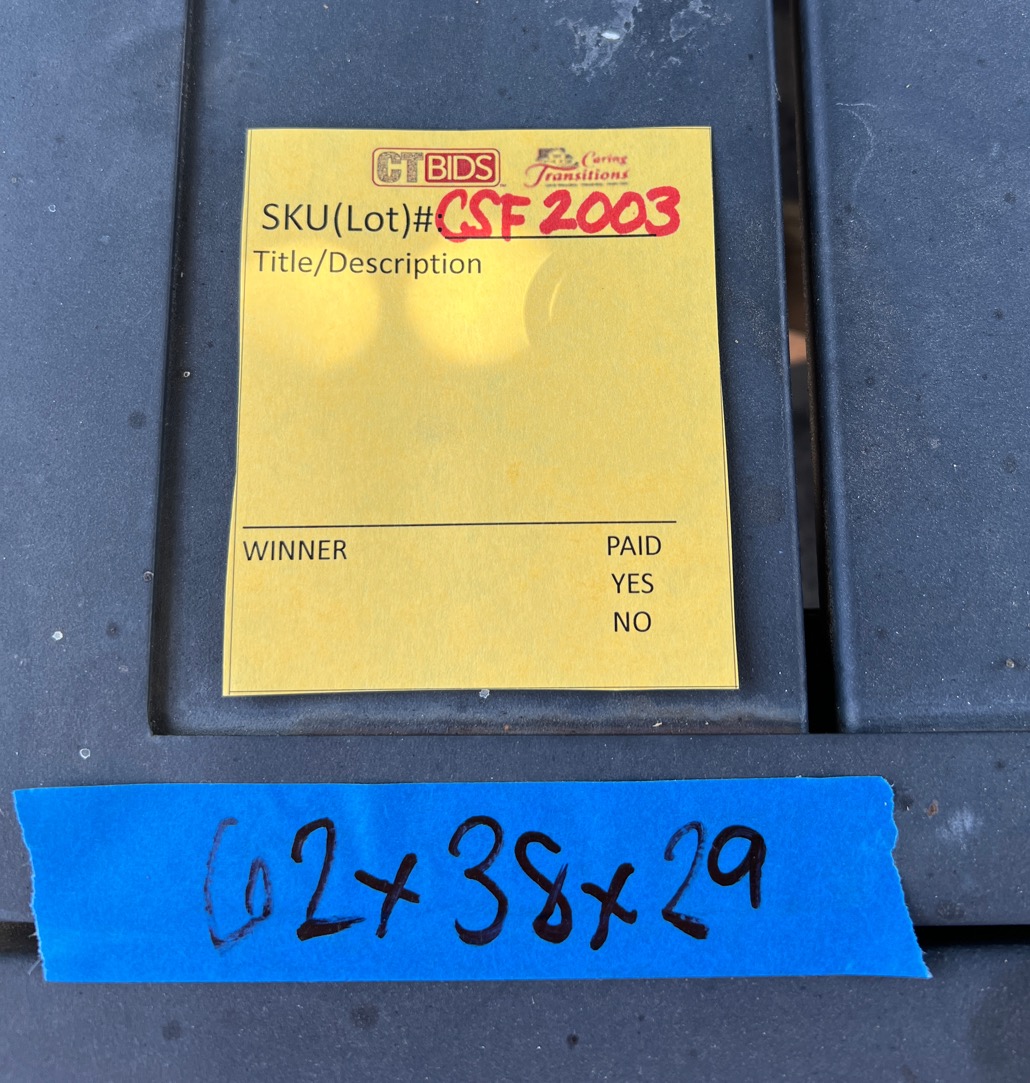 CTBIDS Caring
Transitions
SKU(Lot)#: CSF 2003
Title/Description
WINNER PAID
YES
NO
62x38x29